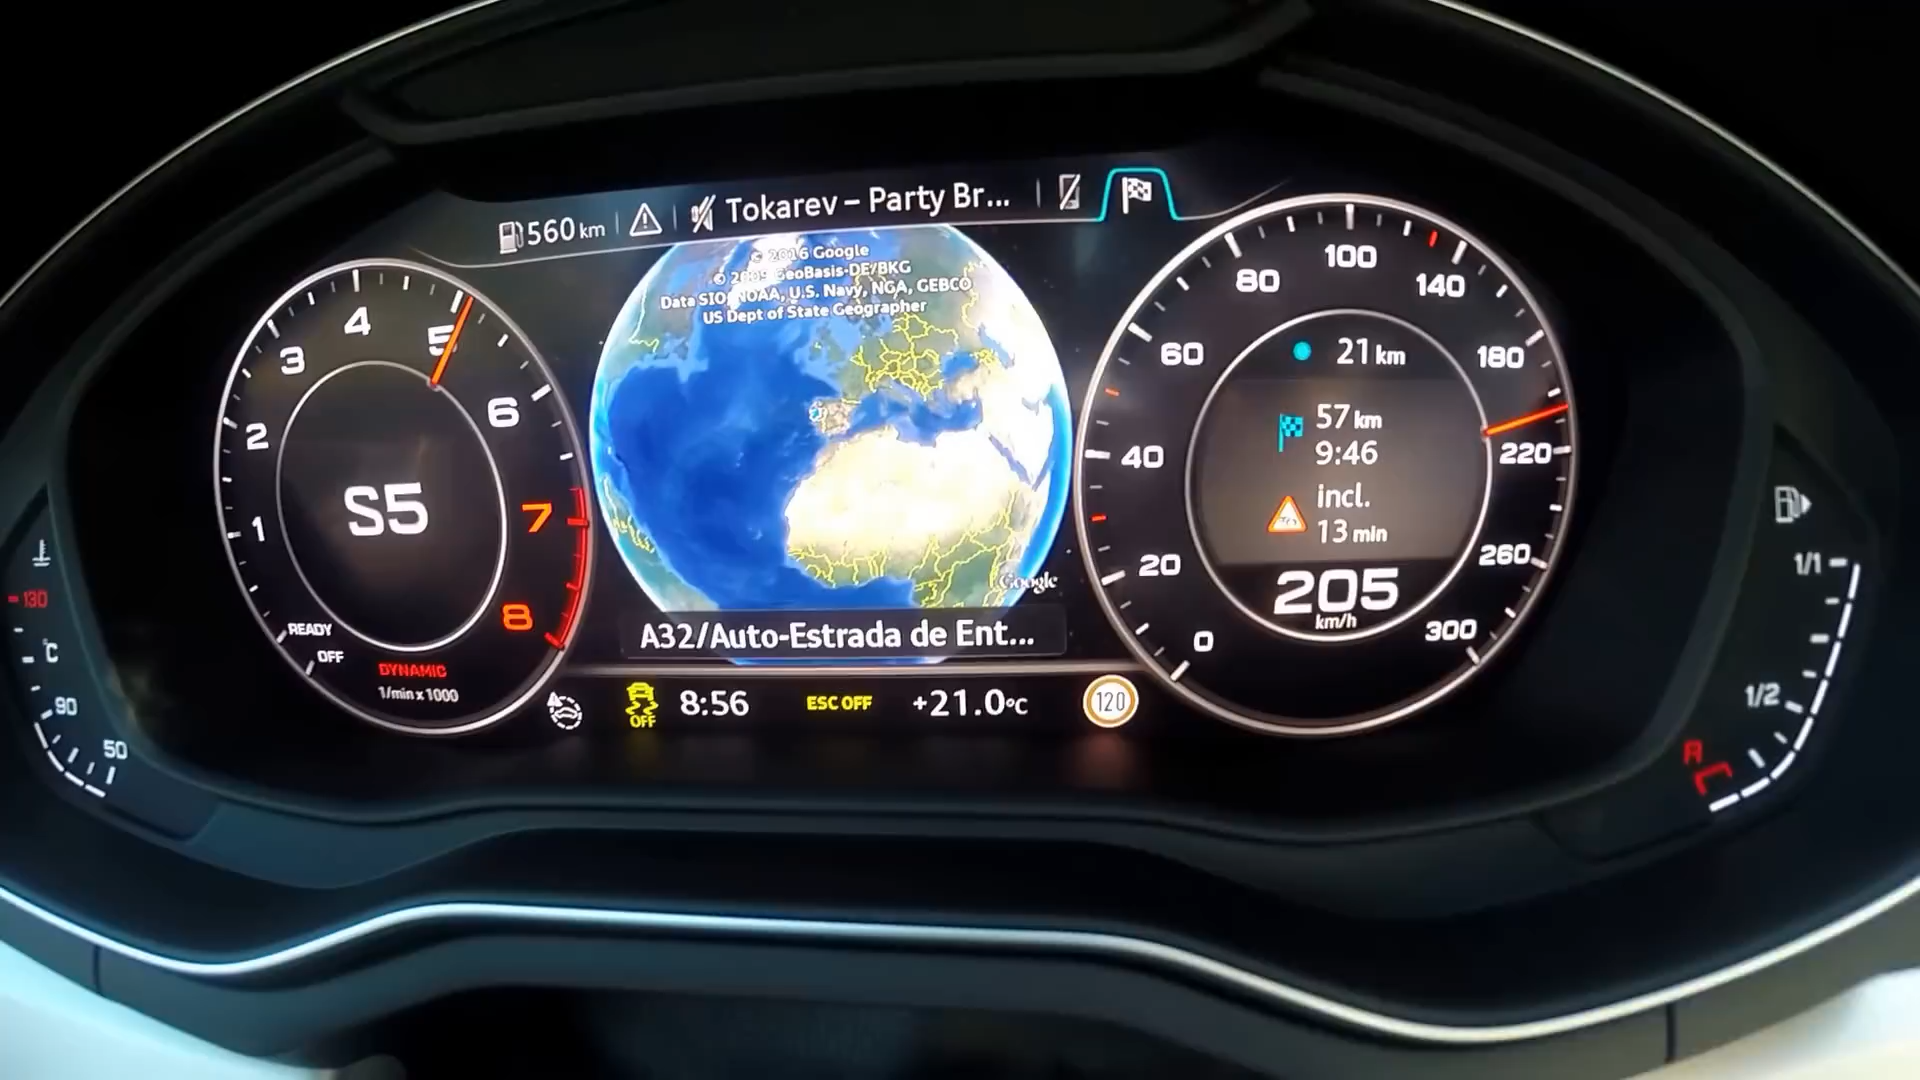 560 km
Tokarev – Party Br...
© 2016 Google
© 2009 GeoBasis-DE/BKG
Data SIO, NOAA, U.S. Navy, NGA, GEBCO
US Dept of State Geographer
Google
A32/Auto-Estrada de Ent...
1
2
3
4
5
6
7
8
S5
READY
OFF
DYNAMIC
1/min x 1000
0
20
40
60
80
100
140
180
220
260
300
21 km
57 km
9:46
incl.
13 min
205
km/h
OFF
8:56
ESC OFF
+21.0°C
120
130
°C
90
50
1/1
1/2
R